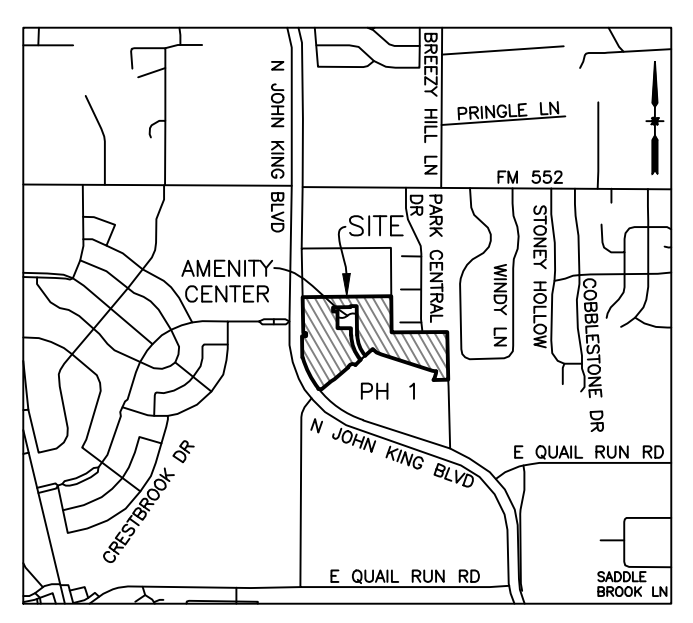 N JOHN KING BLVD
BREEZY HILL LN
PRINGLE LN
FM 552
SITE
PARK CENTRAL
DR
AMENITY
CENTER
WINDY LN
STONEY HOLLOW
COBBLESTONE DR
PH 1
N JOHN KING BLVD
E QUAIL RUN RD
CRESTBROOK DR
E QUAIL RUN RD
SADDLE
BROOK LN